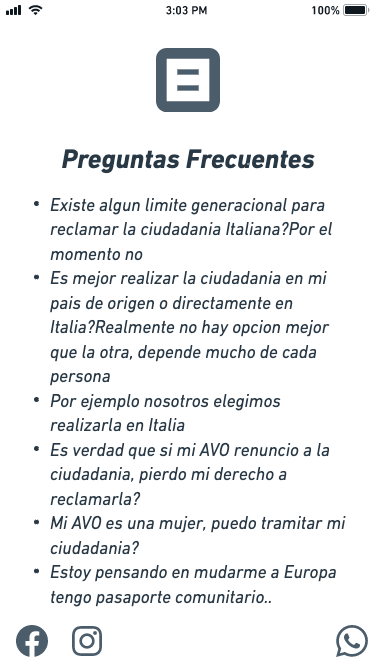 3:03 PM
100%
Preguntas Frecuentes
• Existe algun limite generacional para
reclamar la ciudadania Italiana?Por el
momento no
• Es mejor realizar la ciudadania en mi
pais de origen o directamente en
Italia?Realmente no hay opcion mejor
que la otra, depende mucho de cada
persona
• Por ejemplo nosotros elegimos
realizarla en Italia
• Es verdad que si mi AVO renuncio a la
ciudadania, pierdo mi derecho a
reclamarla?
• Mi AVO es una mujer, puedo tramitar mi
ciudadania?
• Estoy pensando en mudarme a Europa
tengo pasaporte comunitario..